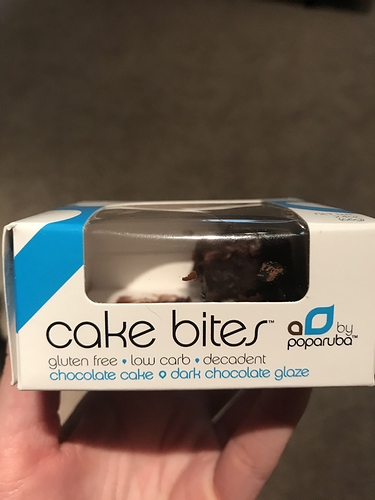 cake bites™
gluten free • low carb • decadent
chocolate cake • dark chocolate glaze
by
poparuba™